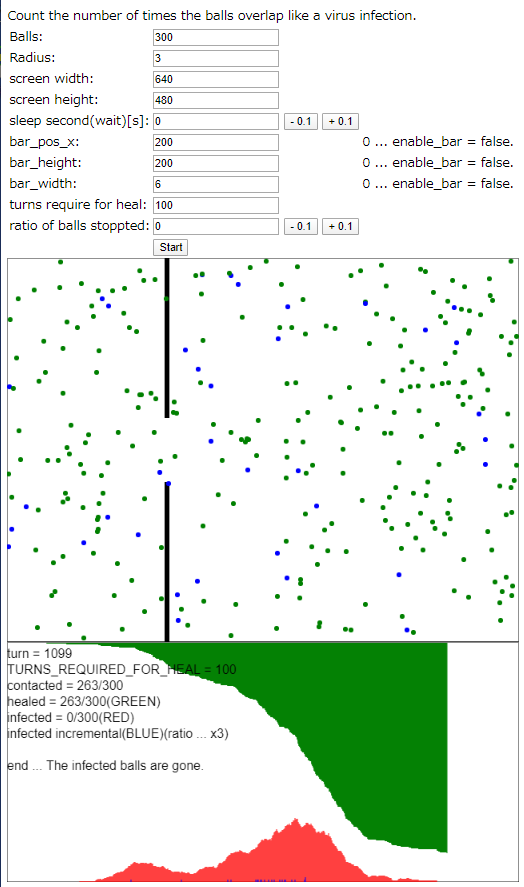 Count the number of times the balls overlap like a virus infection.
Balls: 300
Radius: 3
screen width: 640
screen height: 480
sleep second(wait)[s]: 0 - 0.1 + 0.1
bar_pos_x: 200 0 ... enable_bar = false.
bar_height: 200 0 ... enable_bar = false.
bar_width: 6 0 ... enable_bar = false.
turns require for heal: 100
ratio of balls stoppted: 0 - 0.1 + 0.1
Start
turn = 1099
TURNS_REQUIRED_FOR_HEAL = 100
contacted = 263/300
healed = 263/300(GREEN)
infected = 0/300(RED)
infected incremental(BLUE)(ratio ... x3)
end ... The infected balls are gone.